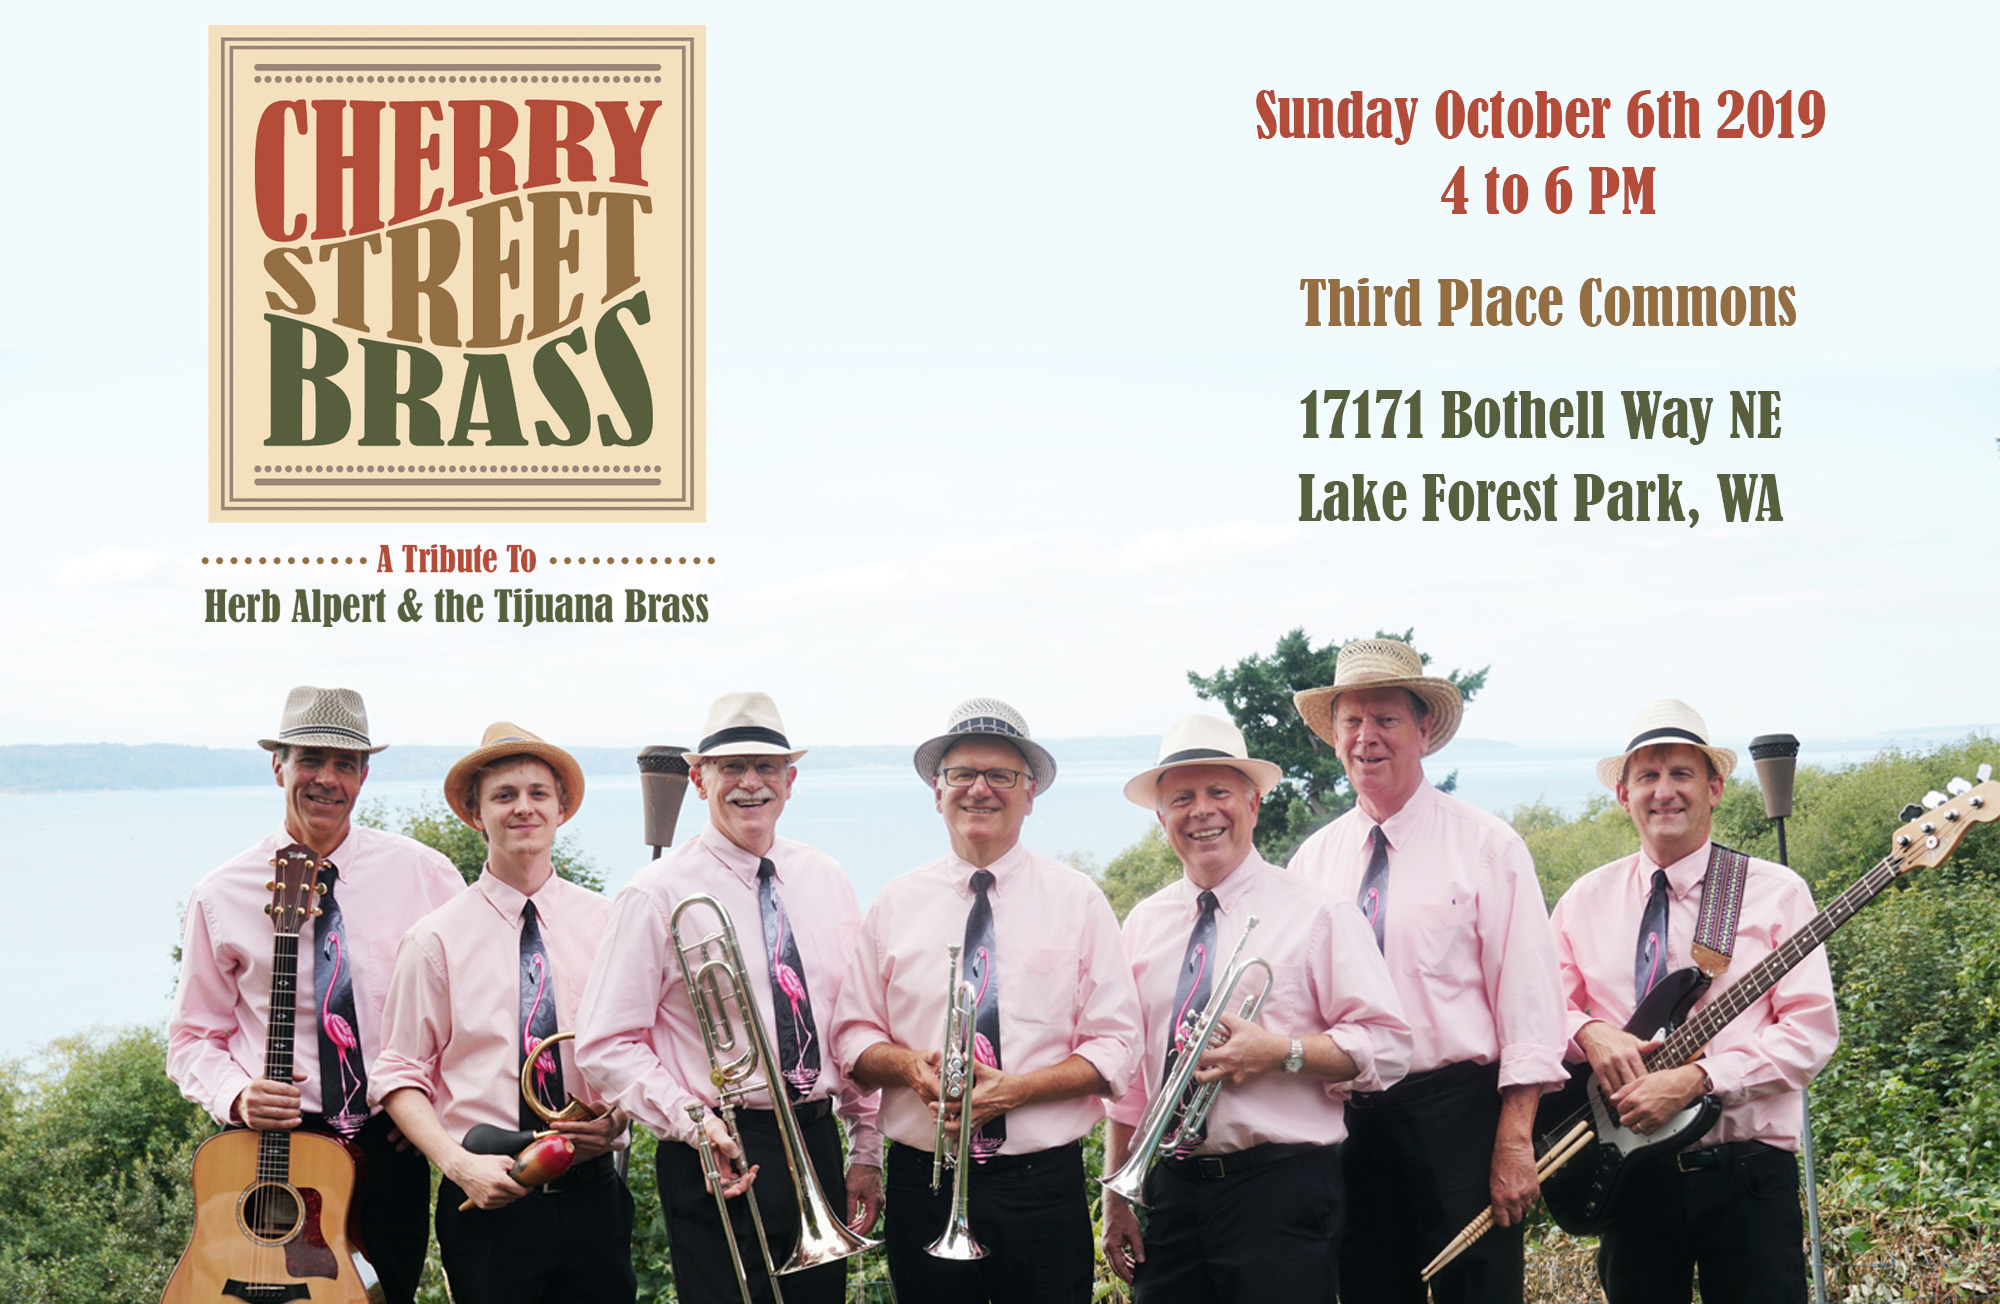 CHERRY
STREET
BRASS
A Tribute To
Herb Alpert & the Tijuana Brass
Sunday October 6th 2019
4 to 6 PM
Third Place Commons
17171 Bothell Way NE
Lake Forest Park, WA
Taylor